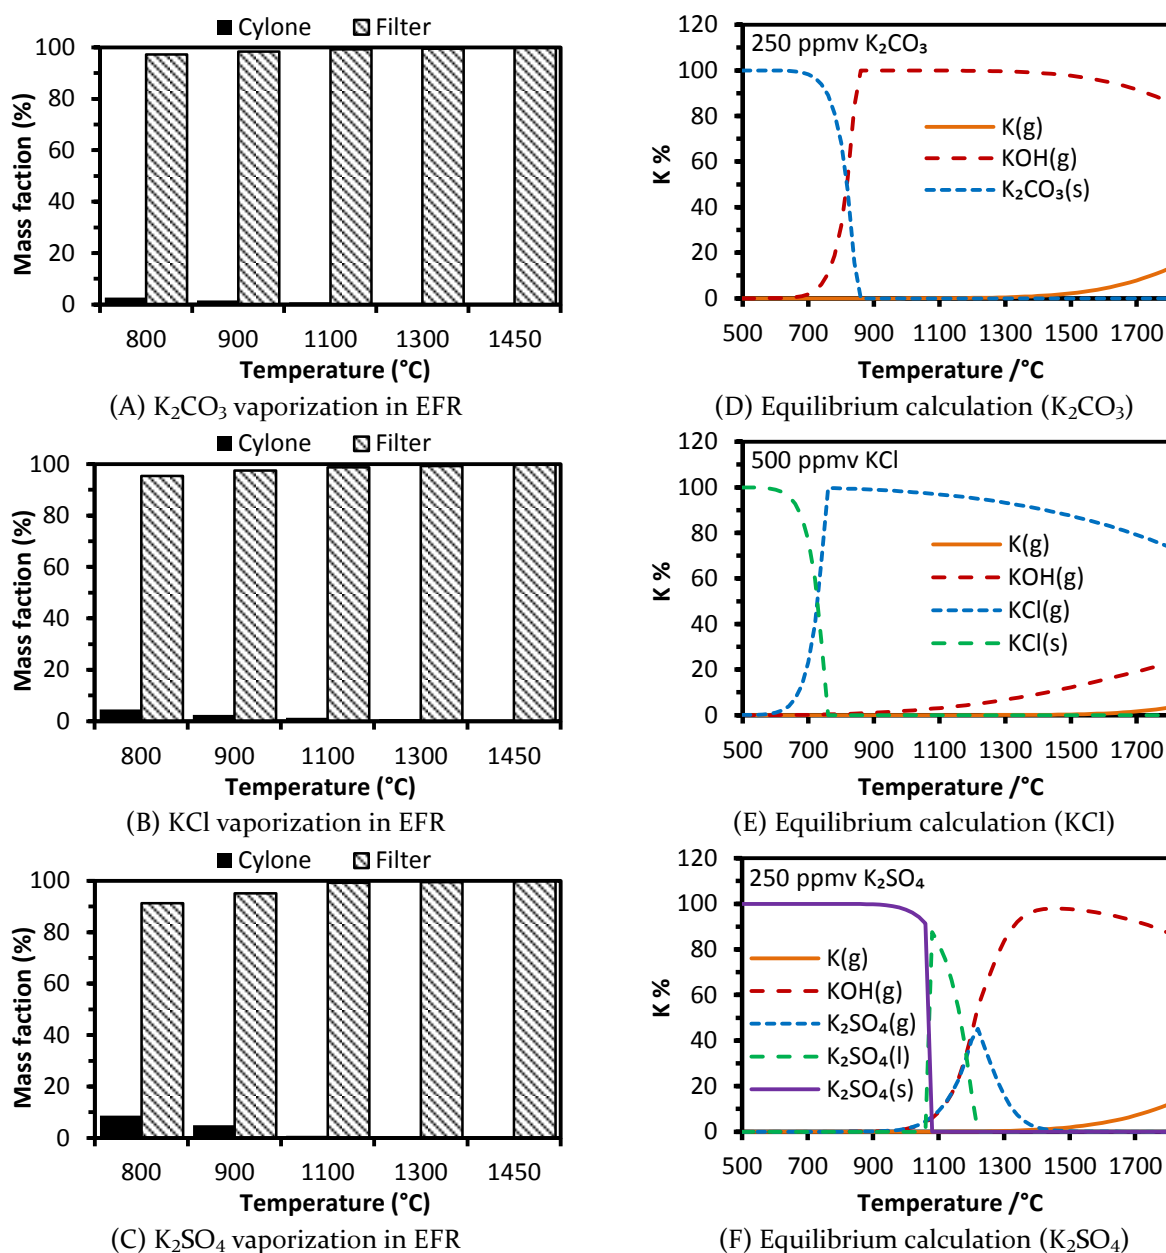 Cylone Filter
Mass faction (%)
100
80
60
40
20
0
800 900 1100 1300 1450
Temperature (°C)
(A) K₂CO₃ vaporization in EFR
250 ppmv K₂CO₃
K %
120
100
80
60
40
20
0
K(g)
KOH(g)
K₂CO₃(s)
500 700 900 1100 1300 1500 1700
Temperature /°C
(D) Equilibrium calculation (K₂CO₃)
Cylone Filter
Mass faction (%)
100
80
60
40
20
0
800 900 1100 1300 1450
Temperature (°C)
(B) KCl vaporization in EFR
500 ppmv KCl
K %
120
100
80
60
40
20
0
K(g)
KOH(g)
KCl(g)
KCl(s)
500 700 900 1100 1300 1500 1700
Temperature /°C
(E) Equilibrium calculation (KCl)
Cylone Filter
Mass faction (%)
100
80
60
40
20
0
800 900 1100 1300 1450
Temperature (°C)
(C) K₂SO₄ vaporization in EFR
250 ppmv K₂SO₄
K %
120
100
80
60
40
20
0
K(g)
KOH(g)
K₂SO₄(g)
K₂SO₄(l)
K₂SO₄(s)
500 700 900 1100 1300 1500 1700
Temperature /°C
(F) Equilibrium calculation (K₂SO₄)